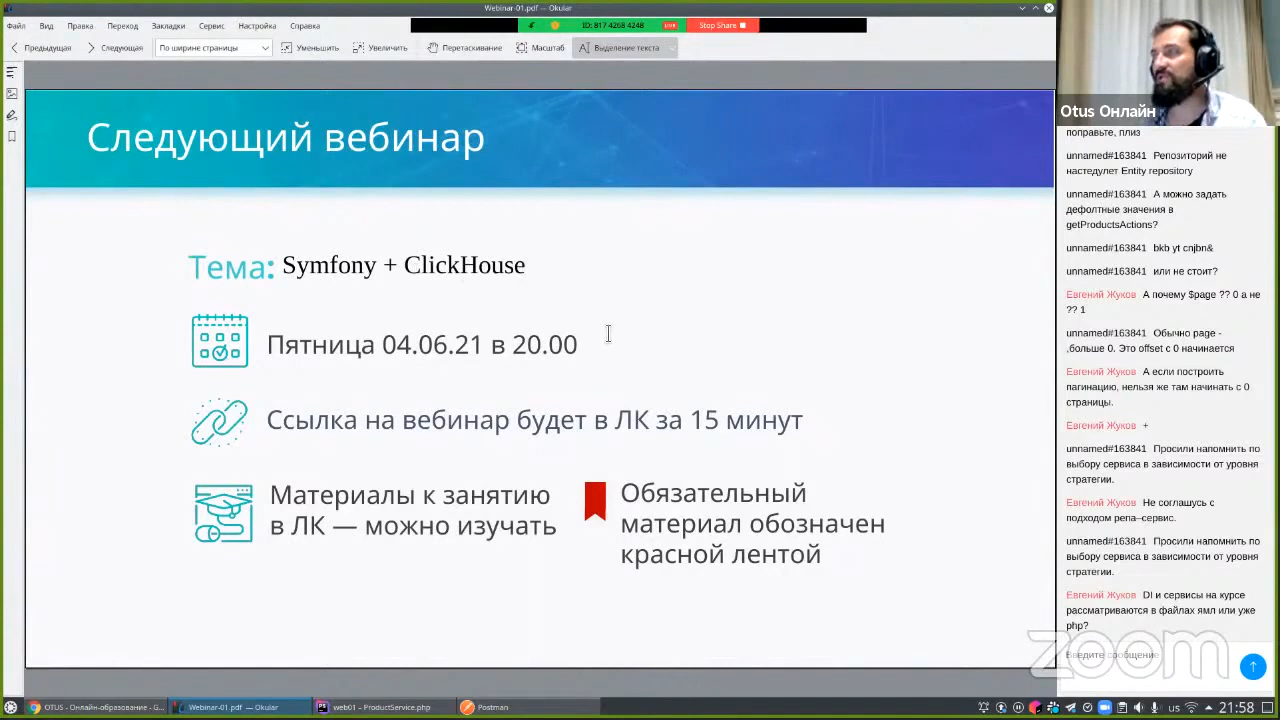 Webinar-01.pdf — Okular
Файл Вид Правка Переход Закладки Сервис Настройка Справка
ID: 817 4268 4248 LIVE Stop Share
Предыдущая Следующая По ширине страницы Уменьшить Увеличить Перетаскивание Масштаб Выделение текста
Следующий вебинар
Тема: Symfony + ClickHouse
Пятница 04.06.21 в 20.00
Ссылка на вебинар будет в ЛК за 15 минут
Материалы к занятию
в ЛК — можно изучать
Обязательный
материал обозначен
красной лентой
Otus Онлайн
поправьте, плиз
unnamed#163841 Репозиторий не
настедулет Entity repository
unnamed#163841 А можно задать
дефолтные значения в
getProductsActions?
unnamed#163841 bkb yt cnjbn&
unnamed#163841 или не стоит?
Евгений Жуков А почему $page ?? 0 а не
?? 1
unnamed#163841 Обычно page -
,больше 0. Это offset с 0 начинается
Евгений Жуков А если построить
пагинацию, нельзя же там начинать с 0
страницы.
Евгений Жуков +
unnamed#163841 Просили напомнить по
выбору сервиса в зависимости от уровня
стратегии.
Евгений Жуков Не соглашусь с
подходом репа–сервис.
unnamed#163841 Просили напомнить по
выбору сервиса в зависимости от уровня
стратегии.
Евгений Жуков DI и сервисы на курсе
рассматриваются в файлах ямл или уже
php?
Введите сообщение
zoom
OTUS - Онлайн-образование - G... Webinar-01.pdf — Okular web01 – ProductService.php Postman us 21:58